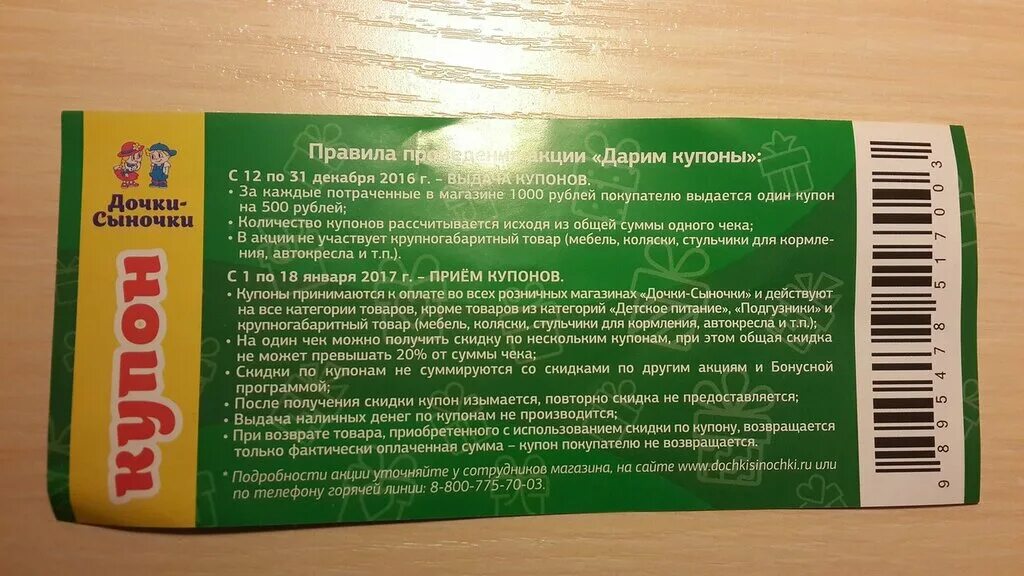 Дочки-
Сыночки
купон
Правила проведения акции «Дарим купоны»:
С 12 по 31 декабря 2016 г. – ВЫДАЧА КУПОНОВ.
• За каждые потраченные в магазине 1000 рублей покупателю выдается один купон
на 500 рублей;
• Количество купонов рассчитывается исходя из общей суммы одного чека;
• В акции не участвует крупногабаритный товар (мебель, коляски, стульчики для кормле-
ния, автокресла и т.п.).
С 1 по 18 января 2017 г. – ПРИЁМ КУПОНОВ.
• Купоны принимаются к оплате во всех розничных магазинах «Дочки-Сыночки» и действуют
на все категории товаров, кроме товаров из категорий «Детское питание», «Подгузники» и
крупногабаритный товар (мебель, коляски, стульчики для кормления, автокресла и т.п.);
• На один чек можно получить скидку по нескольким купонам, при этом общая скидка
не может превышать 20% от суммы чека;
• Скидки по купонам не суммируются со скидками по другим акциям и Бонусной
программой;
• После получения скидки купон изымается, повторно скидка не предоставляется;
• Выдача наличных денег по купонам не производится;
• При возврате товара, приобретенного с использованием скидки по купону, возвращается
только фактически оплаченная сумма – купон покупателю не возвращается.
* Подробности акции уточняйте у сотрудников магазина, на сайте www.dochkisinochki.ru или
по телефону горячей линии: 8-800-775-70-03.
9 895478 517003